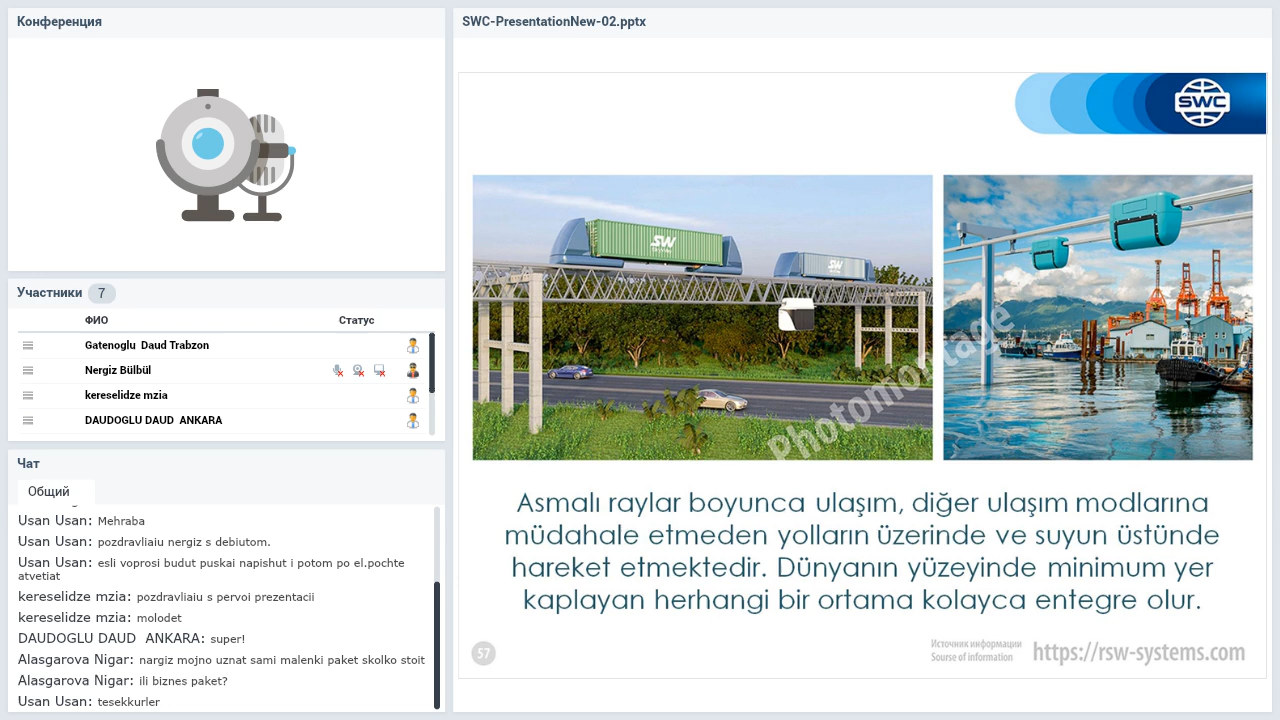 Конференция
Участники 7
ФИО Статус
Gatenoglu Daud Trabzon
Nergiz Bülbül
kereselidze mzia
DAUDOGLU DAUD ANKARA
Чат
Общий
Usan Usan: Mehraba
Usan Usan: pozdravliaiu nergiz s debiutom.
Usan Usan: esli voprosi budut puskai napishut i potom po el.pochte
atvetiat
kereselidze mzia: pozdravliaiu s pervoi prezentacii
kereselidze mzia: molodet
DAUDOGLU DAUD ANKARA: super!
Alasgarova Nigar: nargiz mojno uznat sami malenki paket skolko stoit
Alasgarova Nigar: ili biznes paket?
Usan Usan: tesekkurler
SWC-PresentationNew-02.pptx
SWC
SW
SW
Photomontage
Asmalı raylar boyunca ulaşım, diğer ulaşım modlarına
müdahale etmeden yolların üzerinde ve suyun üstünde
hareket etmektedir. Dünyanın yüzeyinde minimum yer
kaplayan herhangi bir ortama kolayca entegre olur.
57
Источник информации
Sourse of information
https://rsw-systems.com